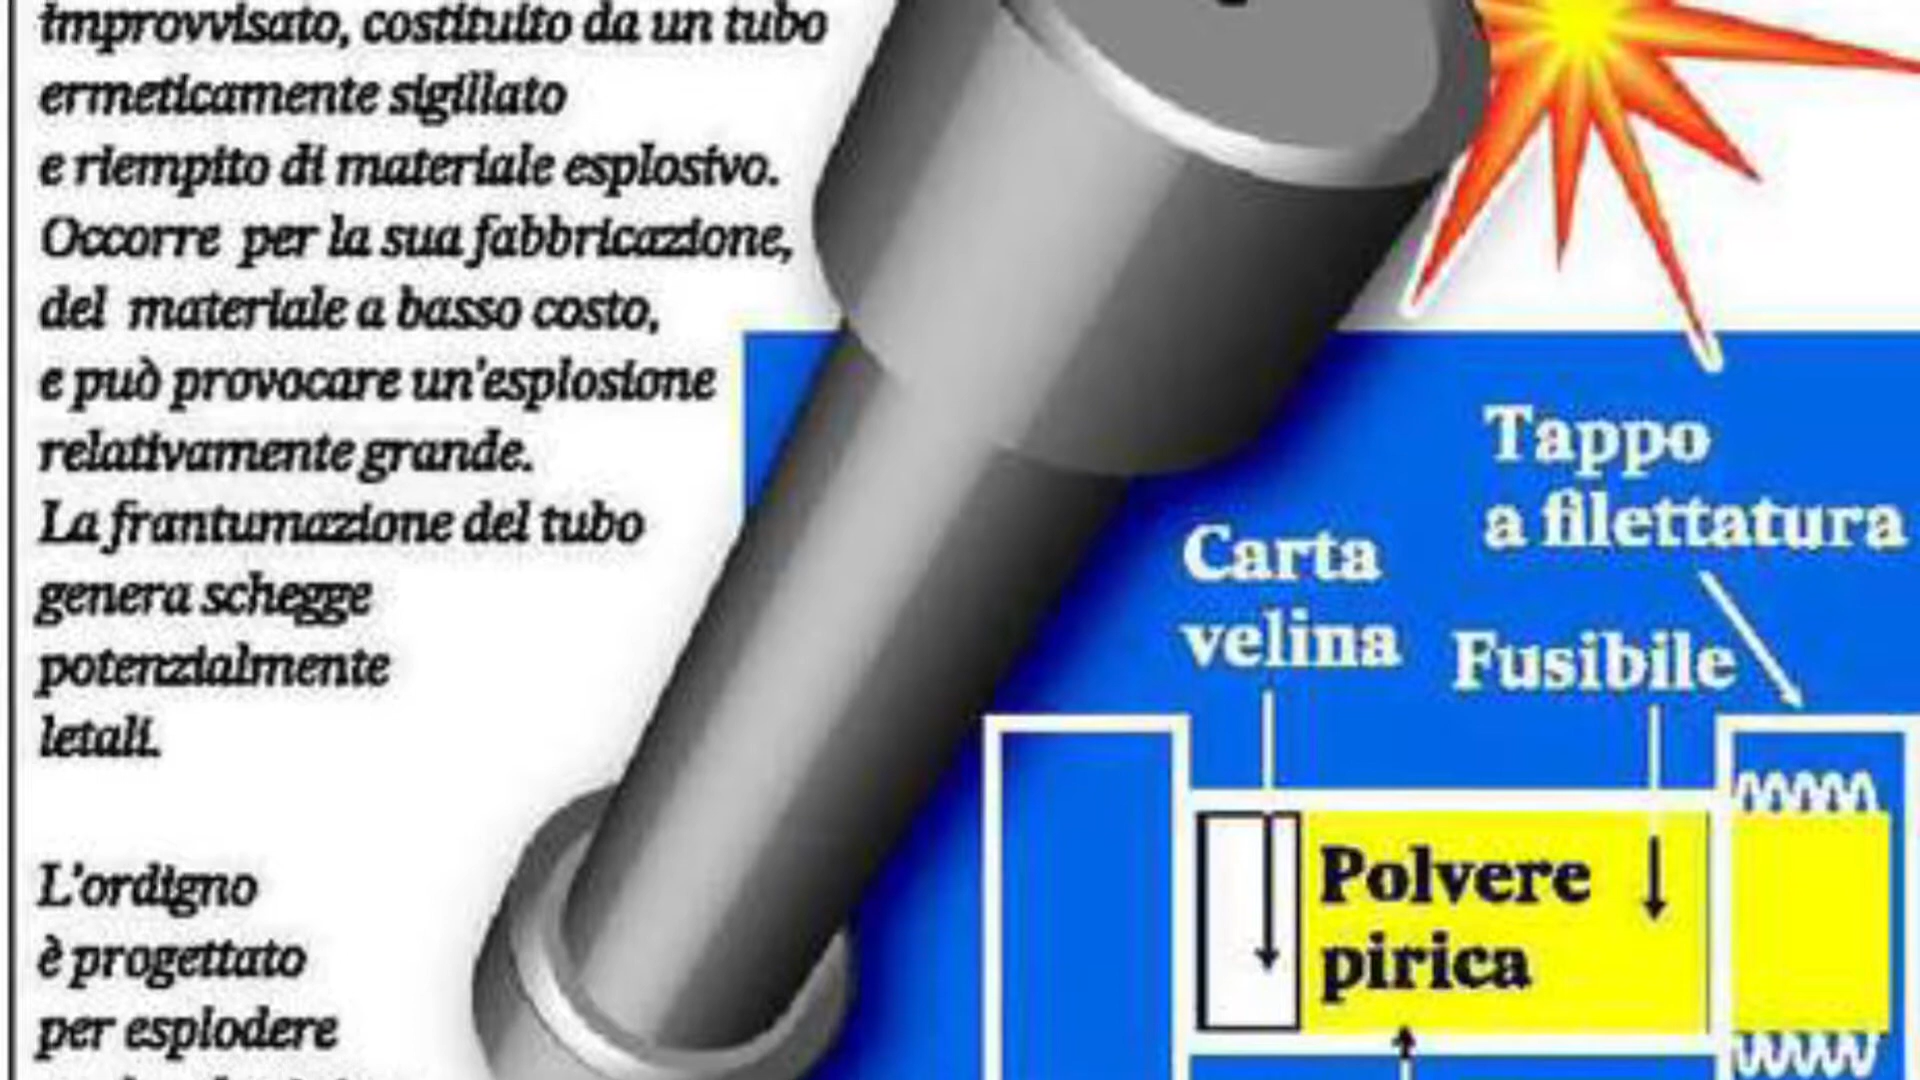 improvvisato, costituito da un tubo
ermeticamente sigillato
e riempito di materiale esplosivo.
Occorre per la sua fabbricazione,
del materiale a basso costo,
e può provocare un'esplosione
relativamente grande.
La frantumazione del tubo
genera schegge
potenzialmente
letali.
L'ordigno
è progettato
per esplodere
Tappo
a filettatura
Carta
velina
Fusibile
Polvere
pirica